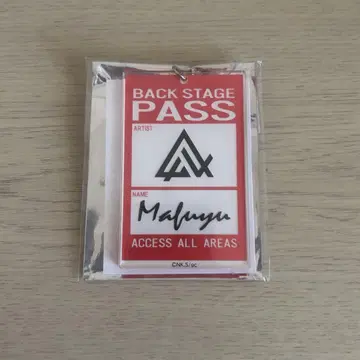 BACK STAGE
PASS
ARTIST
NAME
Mafuyu
ACCESS ALL AREAS